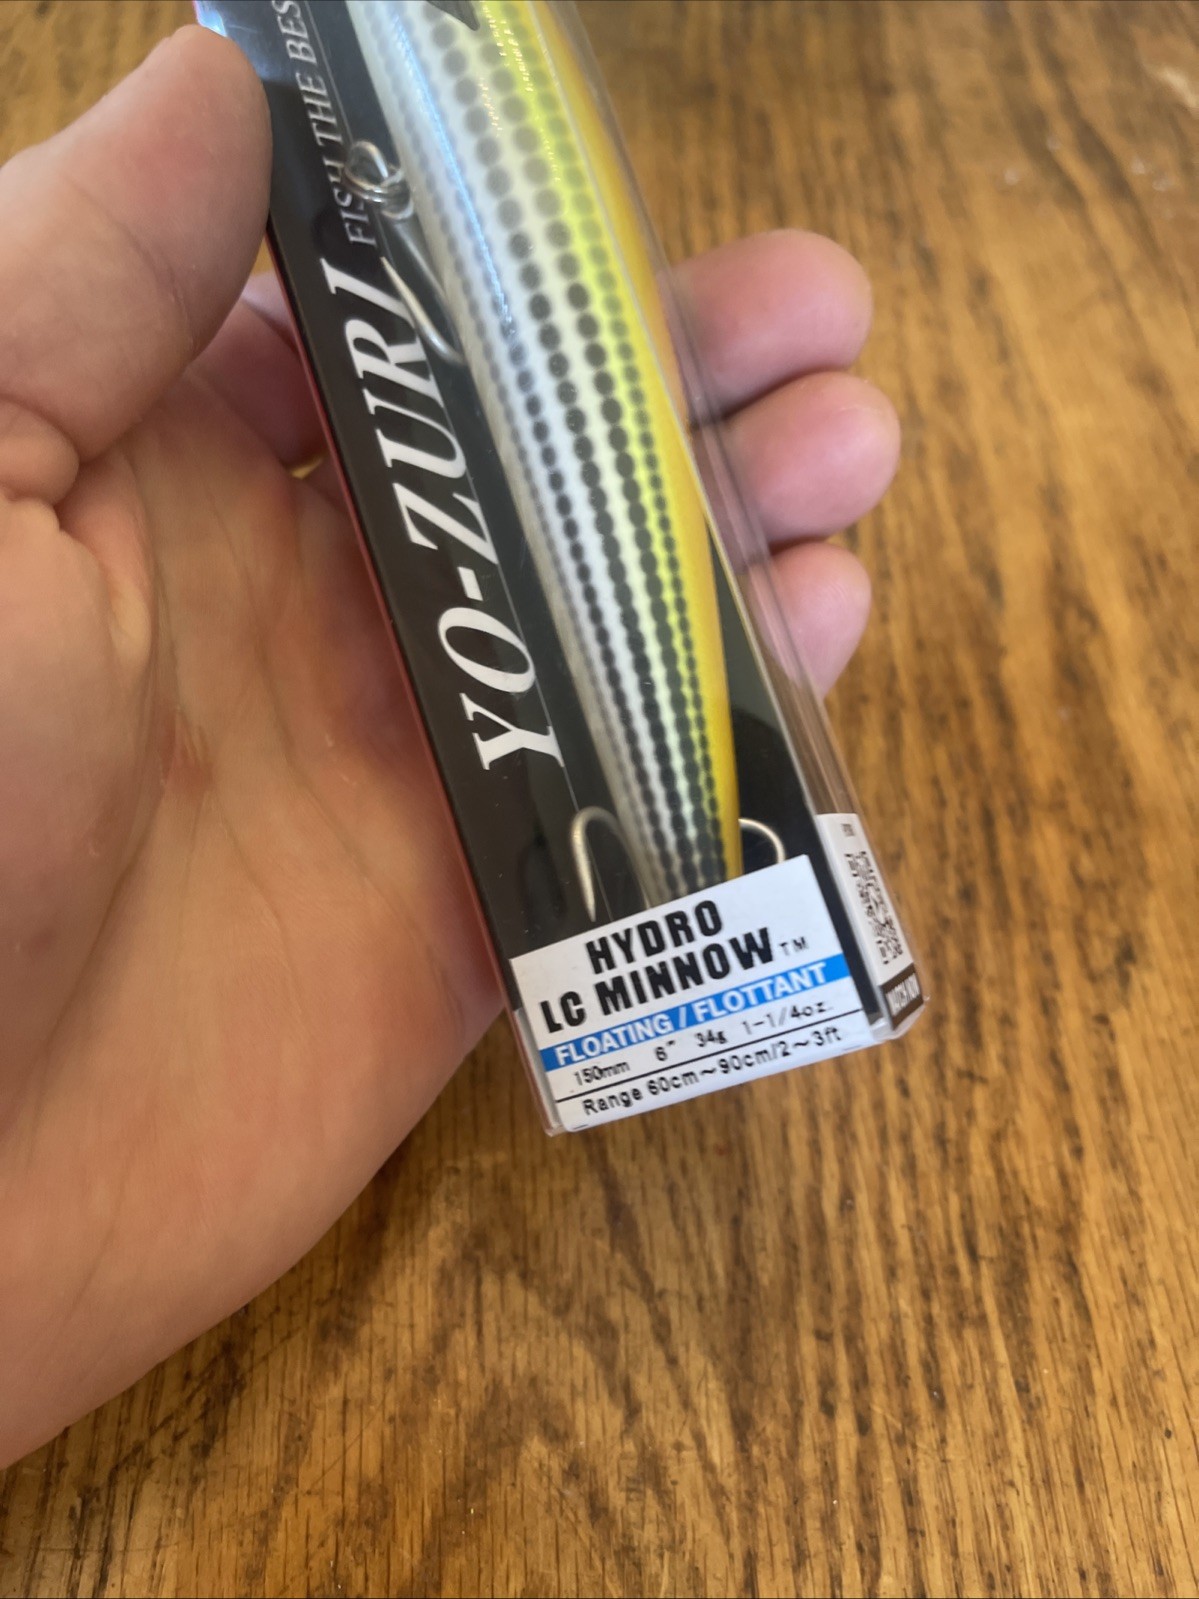 FISH THE BES
YO-ZURI
HYDRO
LC MINNOW™
FLOATING/FLOTTANT
150mm 6" 34g 1-1/4oz.
Range 60cm~90cm/2~3ft